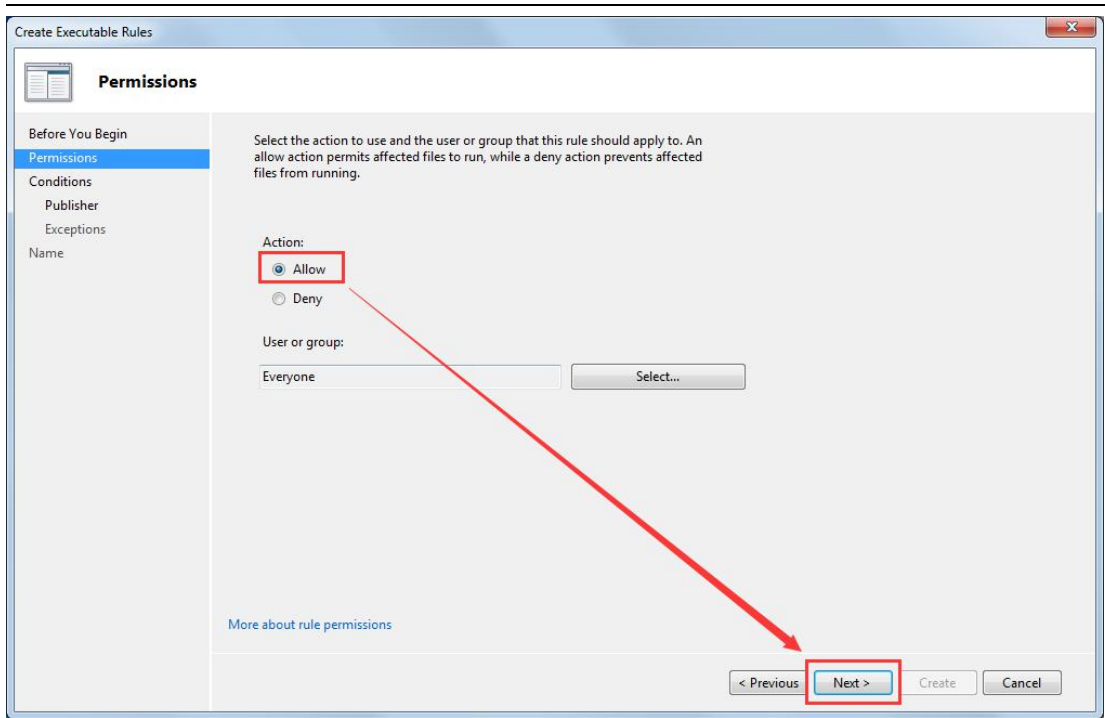 Create Executable Rules
Permissions
Before You Begin
Permissions
Conditions
Publisher
Exceptions
Name
Select the action to use and the user or group that this rule should apply to. An
allow action permits affected files to run, while a deny action prevents affected
files from running.
Action:
Allow
Deny
User or group:
Everyone
Select...
More about rule permissions
< Previous
Next >
Create
Cancel